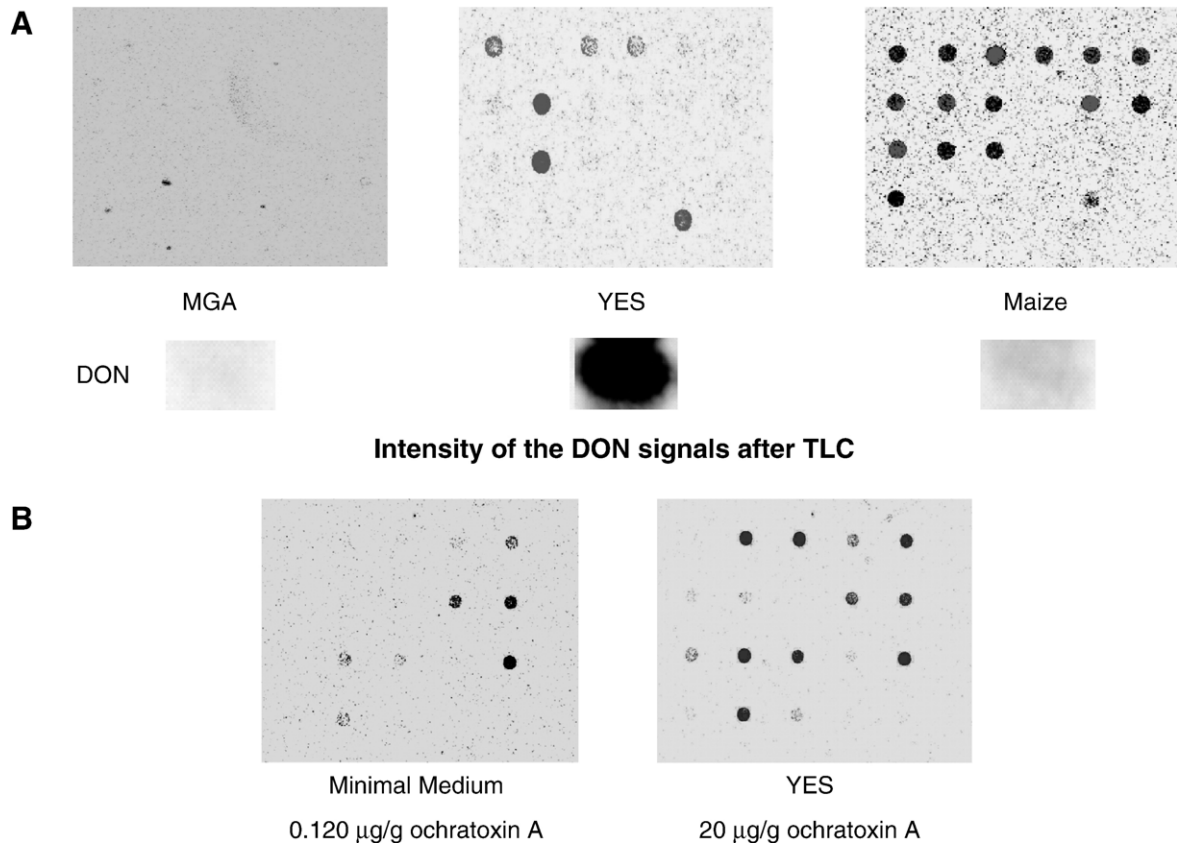 A
MGA YES Maize
DON
Intensity of the DON signals after TLC
B
Minimal Medium YES
0.120 μg/g ochratoxin A 20 μg/g ochratoxin A